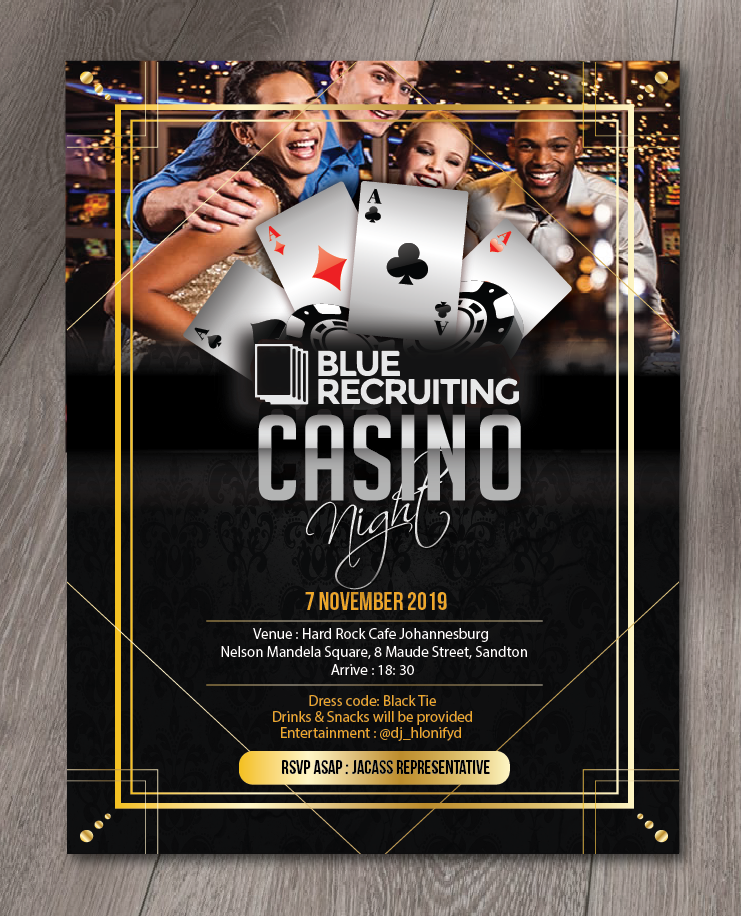 A
A
A
A
A
BLUE
RECRUITING
CASINO
Night
7 NOVEMBER 2019
Venue : Hard Rock Cafe Johannesburg
Nelson Mandela Square, 8 Maude Street, Sandton
Arrive : 18: 30
Dress code: Black Tie
Drinks & Snacks will be provided
Entertainment : @dj_hlonifyd
RSVP ASAP : JACASS REPRESENTATIVE